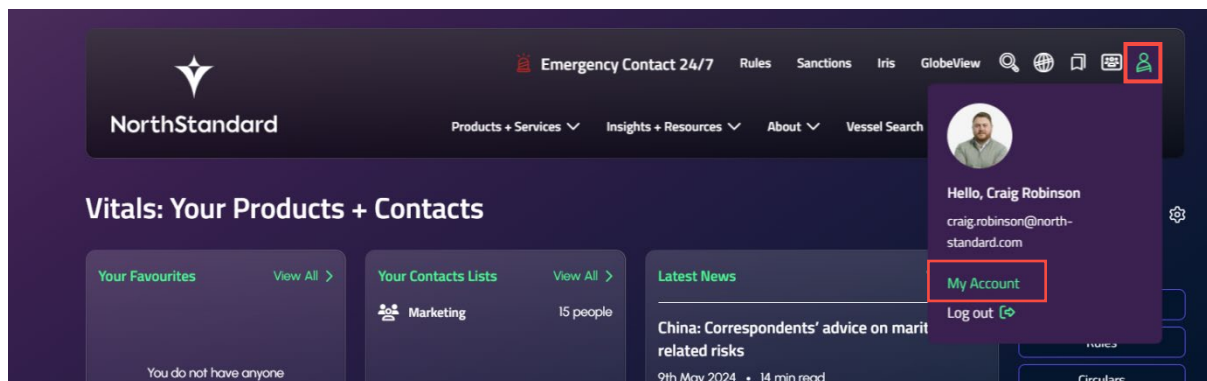 Emergency Contact 24/7 Rules Sanctions Iris GlobeView
NorthStandard
Products + Services Insights + Resources About Vessel Search
Hello, Craig Robinson
craig.robinson@north-
standard.com
My Account
Log out
Vitals: Your Products + Contacts
Your Favourites View All
You do not have anyone
Your Contacts Lists View All
Marketing 15 people
Latest News
China: Correspondents' advice on marit
related risks
9th May 2024 • 14 min read
Rules
Circulars